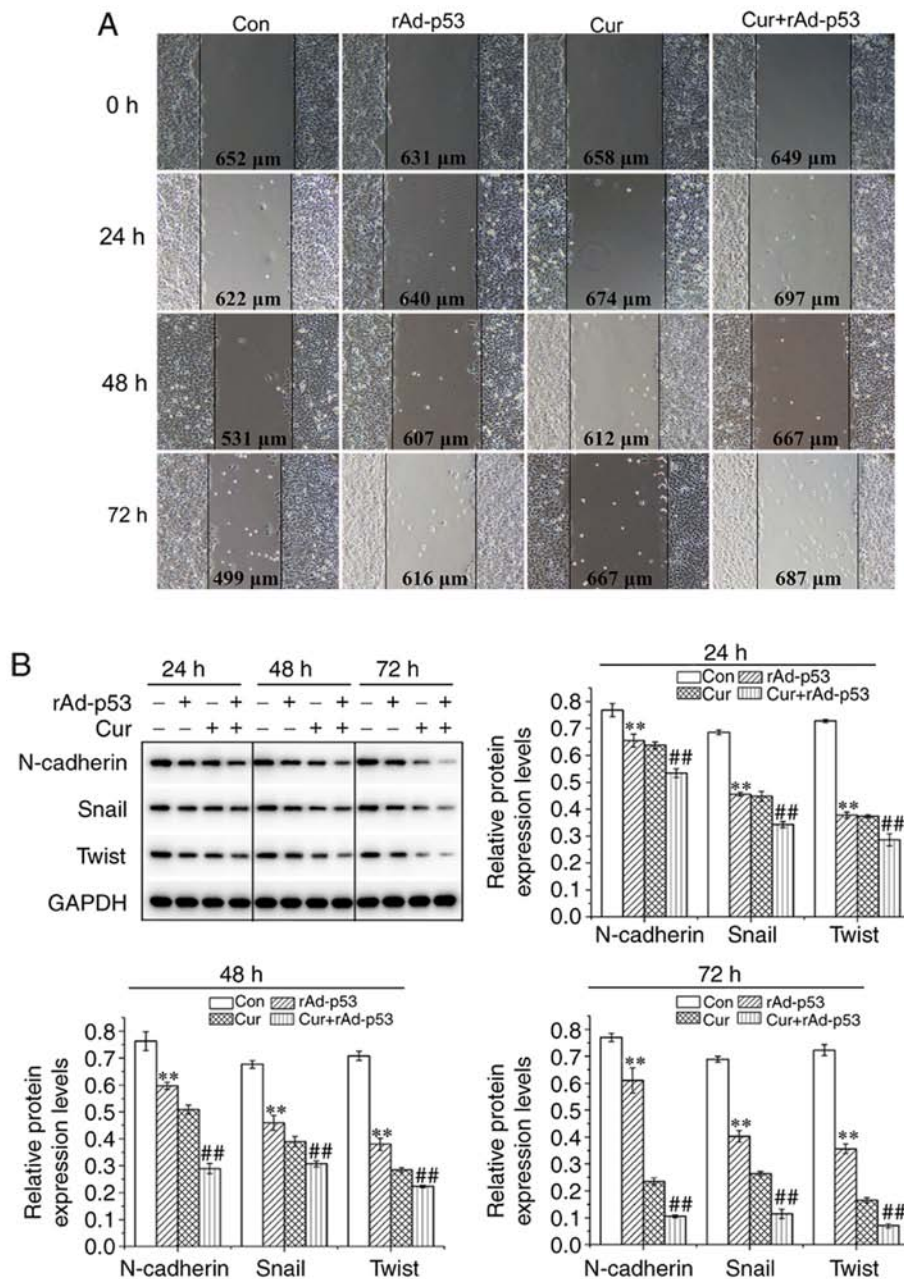 A
Con rAd-p53 Cur Cur+rAd-p53
0 h
652 μm 631 μm 658 μm 649 μm
24 h
622 μm 640 μm 674 μm 697 μm
48 h
531 μm 607 μm 612 μm 667 μm
72 h
499 μm 616 μm 667 μm 687 μm
B
24 h 48 h 72 h
rAd-p53 − + − + − + − + − + − +
Cur − − + + − − + + − − + +
N-cadherin
Snail
Twist
GAPDH
24 h
Con rAd-p53
Cur Cur+rAd-p53
Relative protein
expression levels
0.8
0.7
0.6
0.5
0.4
0.3
0.2
0.1
0.0
** ## ** ## ** ##
N-cadherin Snail Twist
48 h
Con rAd-p53
Cur Cur+rAd-p53
Relative protein
expression levels
0.8
0.7
0.6
0.5
0.4
0.3
0.2
0.1
0.0
** ## ** ## ** ##
N-cadherin Snail Twist
72 h
Con rAd-p53
Cur Cur+rAd-p53
Relative protein
expression levels
0.8
0.7
0.6
0.5
0.4
0.3
0.2
0.1
0.0
** ## ** ## ** ##
N-cadherin Snail Twist